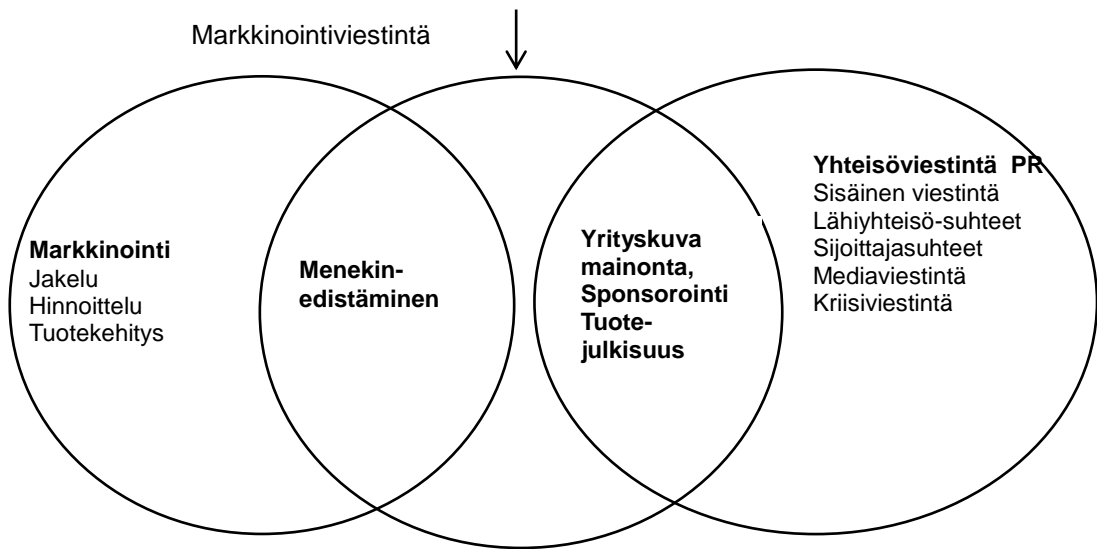 Markkinointiviestintä
Markkinointi
Jakelu
Hinnoittelu
Tuotekehitys
Menekin-
edistäminen
Yrityskuva
mainonta,
Sponsorointi
Tuote-
julkisuus
Yhteisöviestintä PR
Sisäinen viestintä
Lähiyhteisö-suhteet
Sijoittajasuhteet
Mediaviestintä
Kriisiviestintä